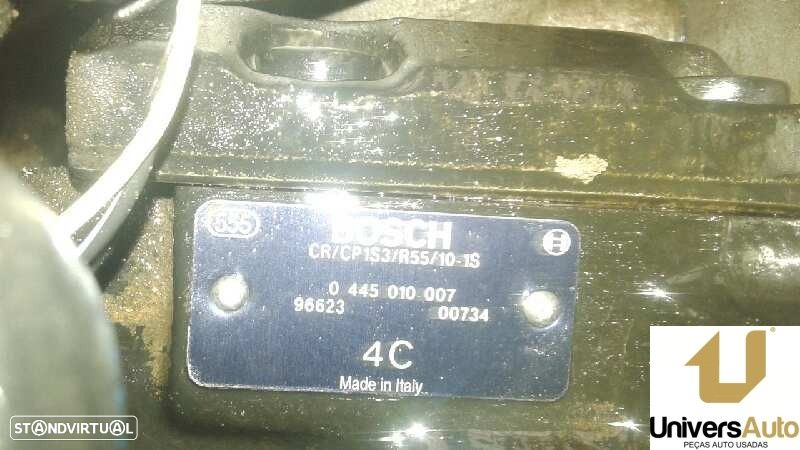 695
BOSCH
CR/CP1S3/R55/10-1S
0 445 010 007
96623 00734
4C
Made in Italy
STANDVIRTUAL
UniversAuto
PEÇAS AUTO USADAS